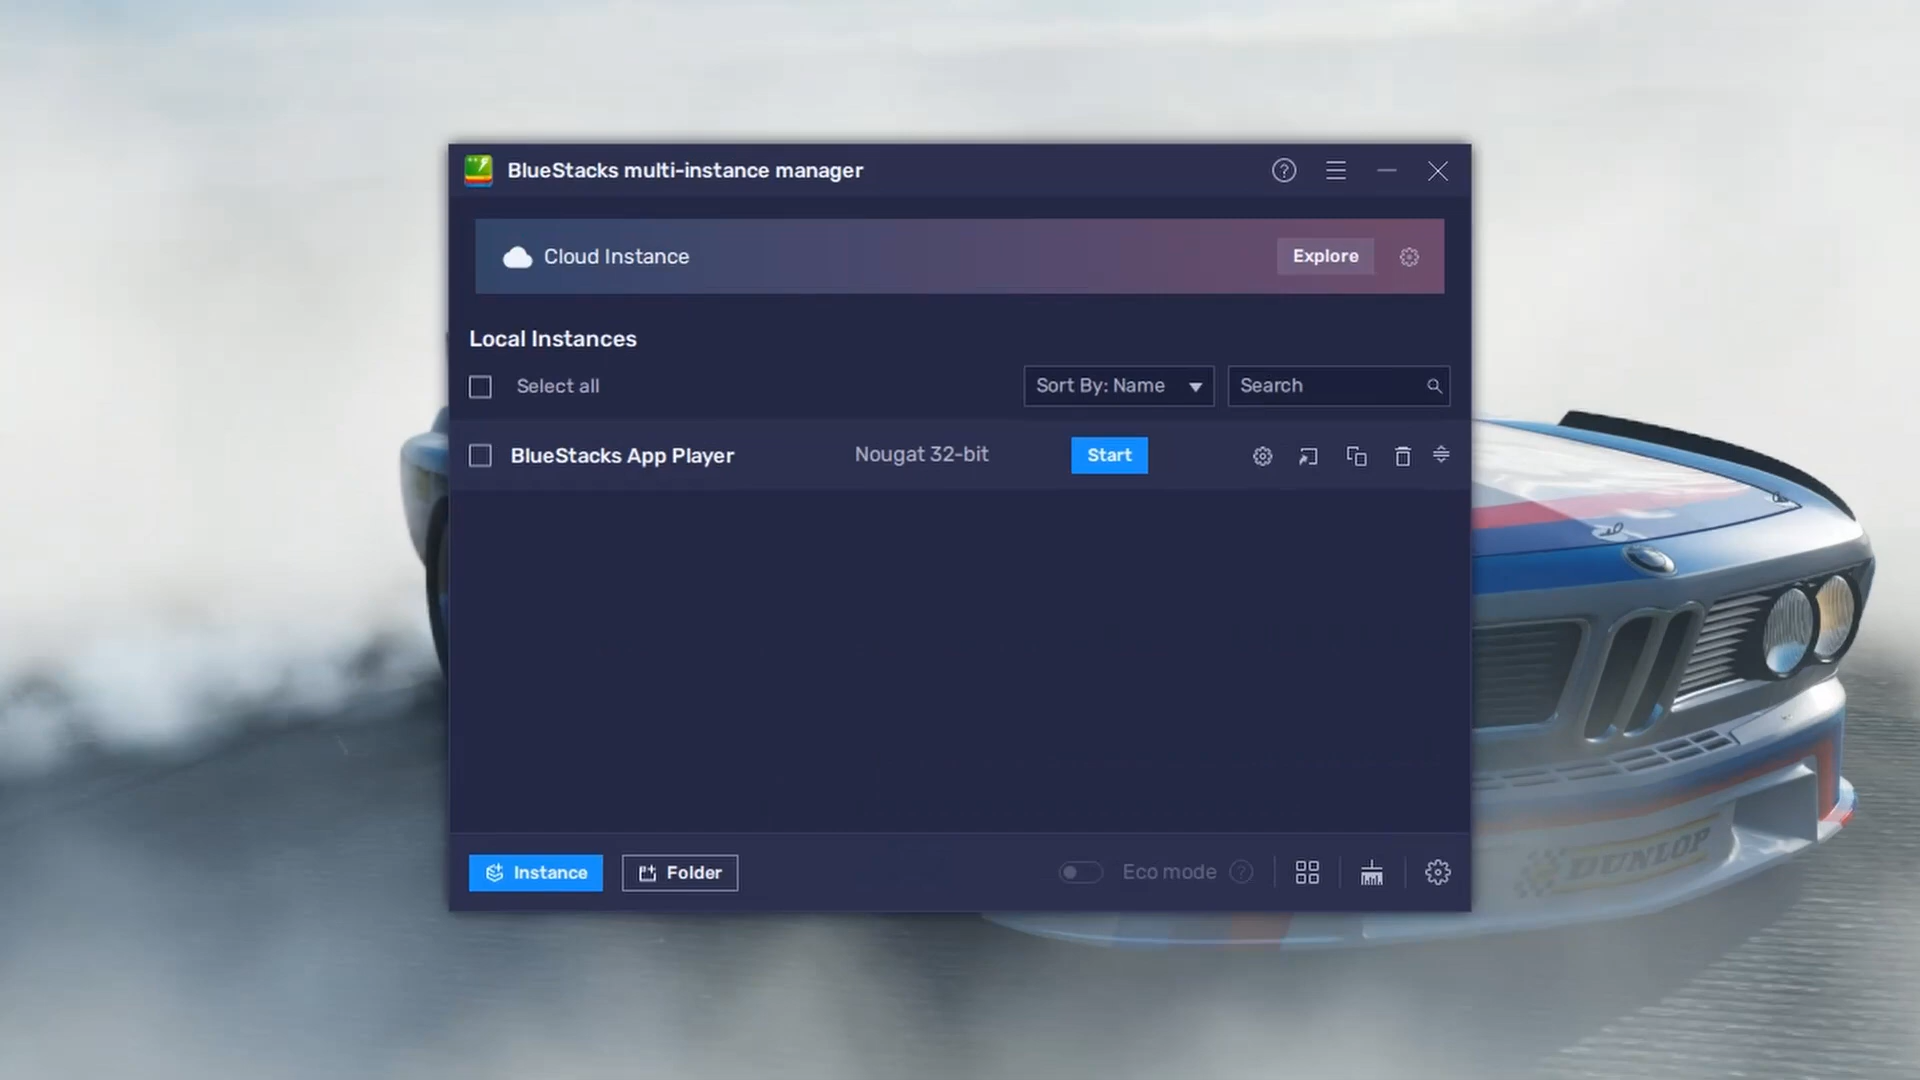 BlueStacks multi-instance manager
Cloud Instance
Explore
Local Instances
Select all
Sort By: Name
Search
BlueStacks App Player
Nougat 32-bit
Start
Instance
Folder
Eco mode
DUNLOP